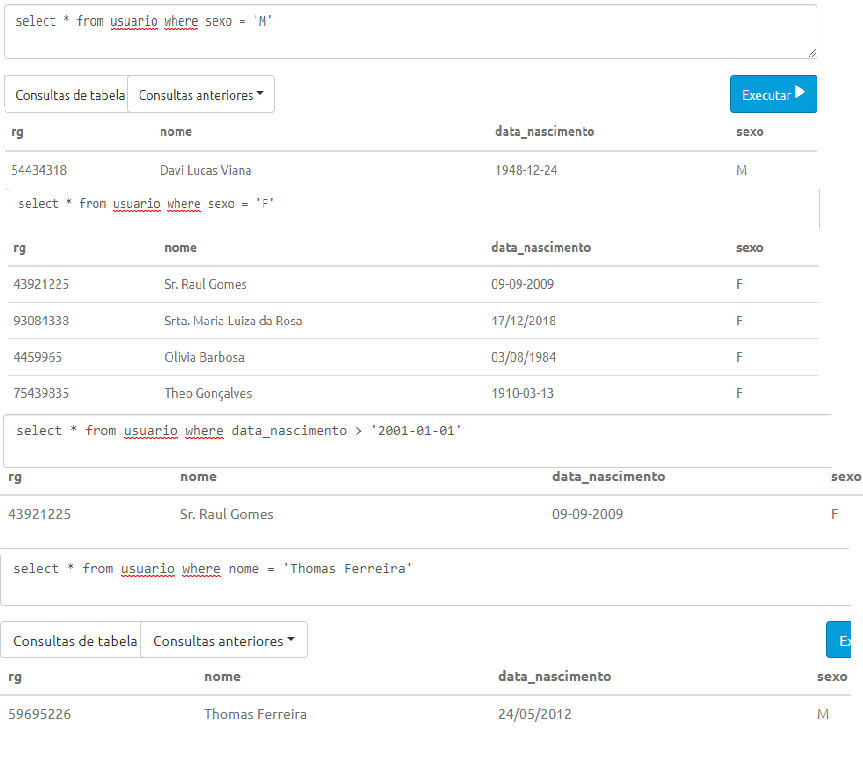 select * from usuario where sexo = 'M'
Consultas de tabela Consultas anteriores Executar
rg nome data_nascimento sexo
54434318 Davi Lucas Viana 1948-12-24 M
select * from usuario where sexo = 'F'
rg nome data_nascimento sexo
43921225 Sr. Raul Gomes 09-09-2009 F
93084338 Srta. Maria Luiza da Rosa 17/12/2018 F
4459965 Olivia Barbosa 03/08/1984 F
75439835 Theo Gonçalves 1910-03-13 F
select * from usuario where data_nascimento > '2001-01-01'
rg nome data_nascimento sexo
43921225 Sr. Raul Gomes 09-09-2009 F
select * from usuario where nome = 'Thomas Ferreira'
Consultas de tabela Consultas anteriores Ex
rg nome data_nascimento sexo
59695226 Thomas Ferreira 24/05/2012 M